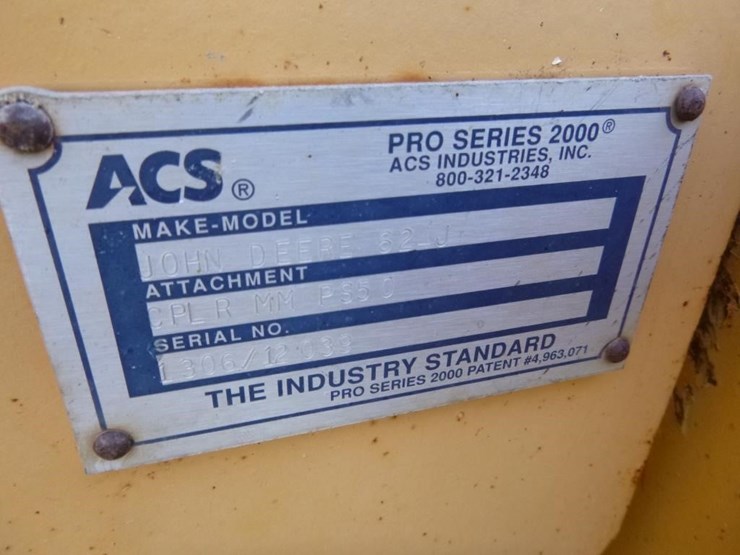 ACS®
PRO SERIES 2000®
ACS INDUSTRIES, INC.
800-321-2348
MAKE-MODEL
JOHN DEERE
ATTACHMENT
CPLR MM
SERIAL NO.
THE INDUSTRY STANDARD
PRO SERIES 2000 PATENT #4,963,071